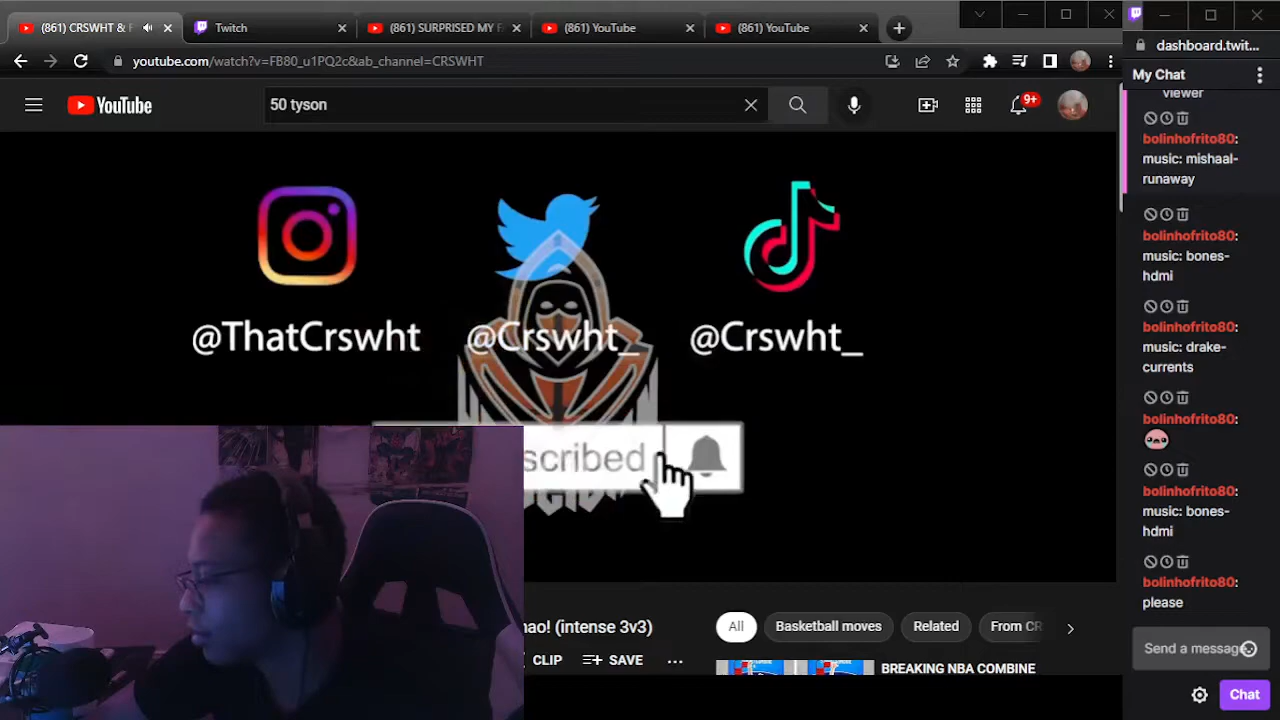 (861) CRSWHT & F
Twitch
(861) SURRISED MY F
(861) YouTube
(861) YouTube
youtube.com/watch?v=FB80_u1PQ2c&ab_channel=CRSWHT
YouTube
50 tyson
9+
@ThatCrswht
@Crswht_
@Crswht_
scribed
hao! (intense 3v3)
CLIP
SAVE
All
Basketball moves
Related
From CR
BREAKING NBA COMBINE
dashboard.twit...
My Chat
viewer
bolinhofrito80:
music: mishaal-
runaway
bolinhofrito80:
music: bones-
hdmi
bolinhofrito80:
music: drake-
currents
bolinhofrito80:
bolinhofrito80:
music: bones-
hdmi
bolinhofrito80:
please
Send a message
Chat